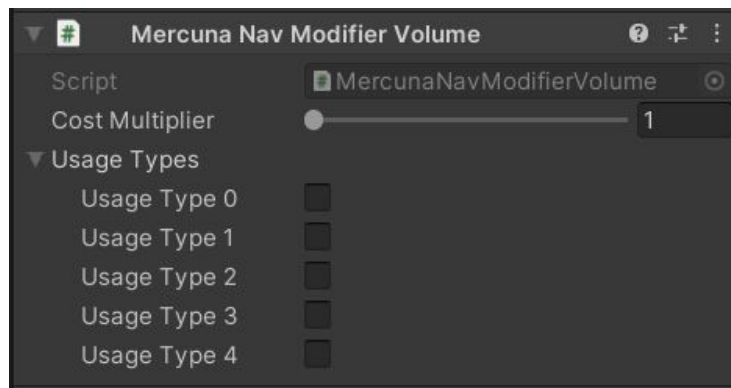 # Mercuna Nav Modifier Volume
Script # MercunaNavModifierVolume
Cost Multiplier 1
Usage Types
Usage Type 0
Usage Type 1
Usage Type 2
Usage Type 3
Usage Type 4